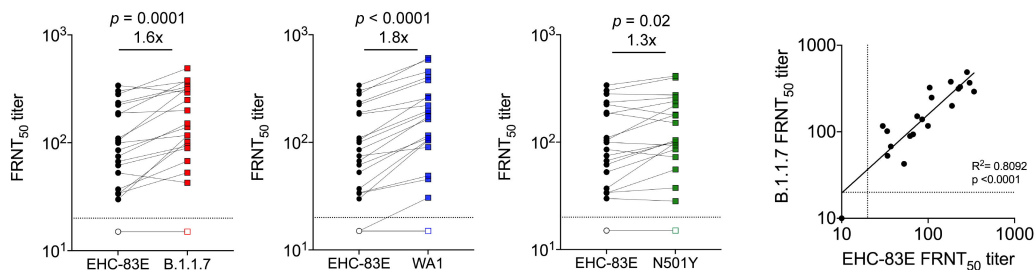 p = 0.0001
1.6x
10³
10²
10¹
FRNT₅₀ titer
EHC-83E B.1.1.7
p < 0.0001
1.8x
10³
10²
10¹
FRNT₅₀ titer
EHC-83E WA1
p = 0.02
1.3x
10³
10²
10¹
FRNT₅₀ titer
EHC-83E N501Y
1000
100
10
B.1.1.7 FRNT₅₀ titer
R²= 0.8092
p <0.0001
10 100 1000
EHC-83E FRNT₅₀ titer